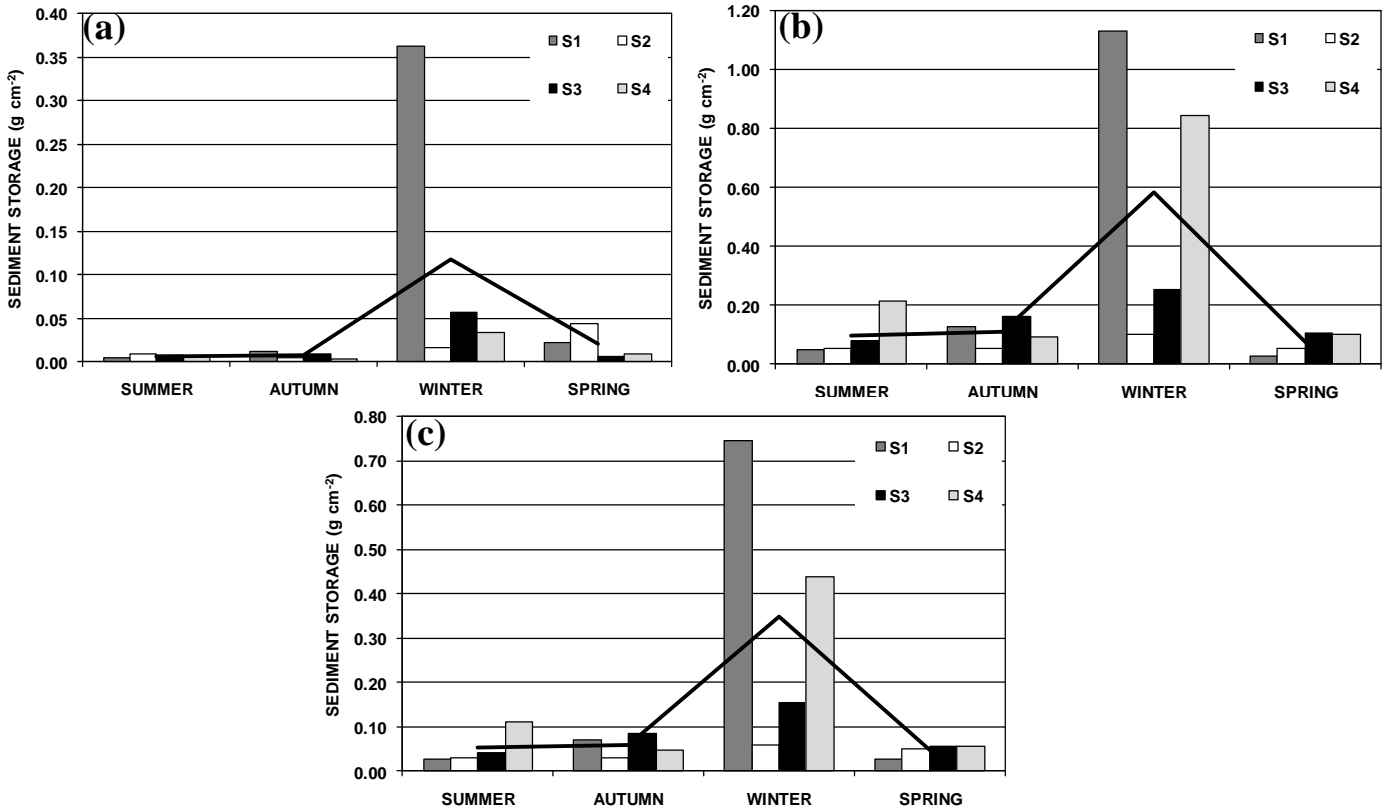 (a)
S1 S2
S3 S4
SEDIMENT STORAGE (g cm⁻²)
0.40
0.35
0.30
0.25
0.20
0.15
0.10
0.05
0.00
SUMMER AUTUMN WINTER SPRING
(b)
S1 S2
S3 S4
SEDIMENT STORAGE (g cm⁻²)
1.20
1.00
0.80
0.60
0.40
0.20
0.00
SUMMER AUTUMN WINTER SPRING
(c)
S1 S2
S3 S4
SEDIMENT STORAGE (g cm⁻²)
0.80
0.70
0.60
0.50
0.40
0.30
0.20
0.10
0.00
SUMMER AUTUMN WINTER SPRING